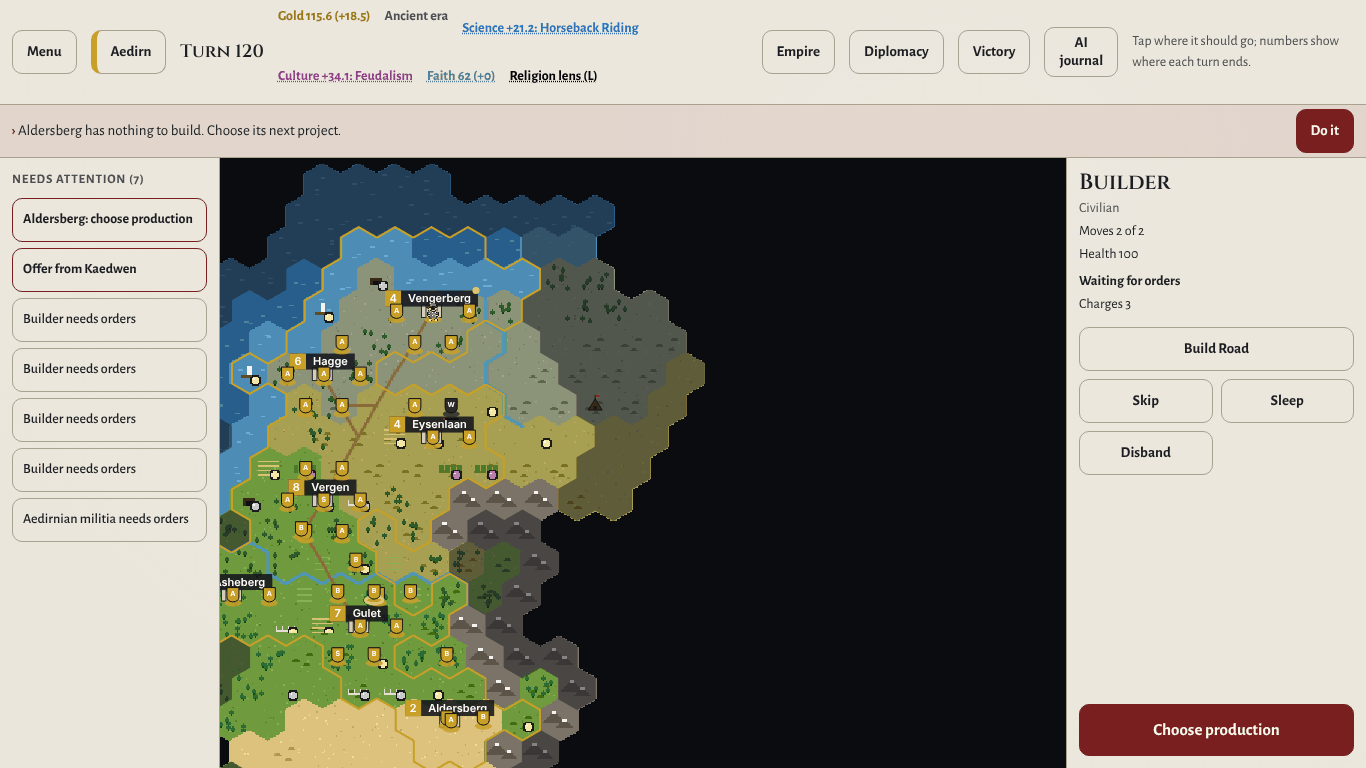 Menu
Aedirn
Turn 120
Gold 115.6 (+18.5)
Ancient era
Science +21.2: Horseback Riding
Culture +34.1: Feudalism
Faith 62 (+0)
Religion lens (L)
Empire
Diplomacy
Victory
AI
journal
Tap where it should go; numbers show
where each turn ends.
› Aldersberg has nothing to build. Choose its next project.
Do it
NEEDS ATTENTION (7)
Aldersberg: choose production
Offer from Kaedwen
Builder needs orders
Builder needs orders
Builder needs orders
Builder needs orders
Aedirnian militia needs orders
4 Vengerberg
6 Hagge
4 Eysenlaan
8 Vergen
sheberg
7 Gulet
2 Aldersberg
Builder
Civilian
Moves 2 of 2
Health 100
Waiting for orders
Charges 3
Build Road
Skip
Sleep
Disband
Choose production